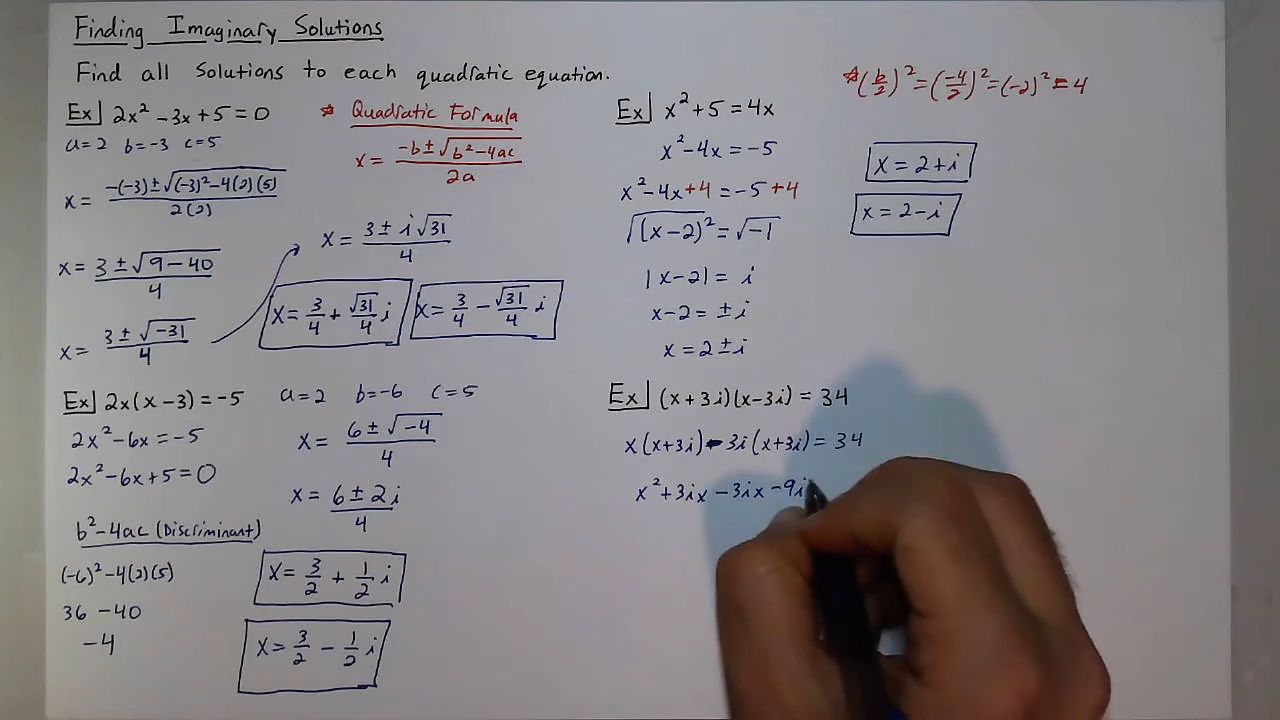 Finding Imaginary Solutions
Find all Solutions to each quadratic equation.
Ex] 2x² - 3x + 5 = 0
a = 2 b = -3 c = 5
x = (-(-3) ± √((-3)² - 4(2)(5))) / 2(2)
x = (3 ± √(9 - 40)) / 4
x = (3 ± √(-31)) / 4
* Quadratic Formula
x = (-b ± √(b² - 4ac)) / 2a
x = (3 ± i√31) / 4
x = 3/4 + √31/4 i
x = 3/4 - √31/4 i
Ex] x² + 5 = 4x
x² - 4x = -5
x² - 4x + 4 = -5 + 4
√(x - 2)² = √-1
|x - 2| = i
x - 2 = ± i
x = 2 ± i
* (b/2)² = (-4/2)² = (-2)² = 4
x = 2 + i
x = 2 - i
Ex] 2x(x - 3) = -5
2x² - 6x = -5
2x² - 6x + 5 = 0
b² - 4ac (Discriminant)
(-6)² - 4(2)(5)
36 - 40
-4
a = 2 b = -6 c = 5
x = (6 ± √-4) / 4
x = (6 ± 2i) / 4
x = 3/2 + 1/2 i
x = 3/2 - 1/2 i
Ex] (x + 3i)(x - 3i) = 34
x(x + 3i) - 3i(x + 3i) = 34
x² + 3ix - 3ix - 9i